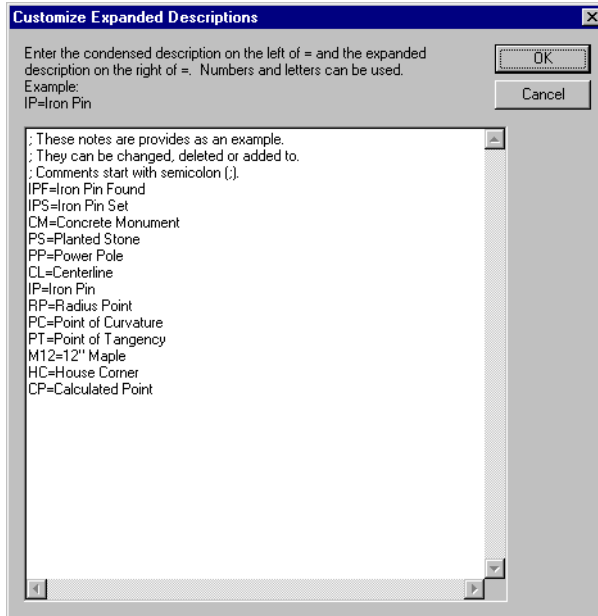 Customize Expanded Descriptions
Enter the condensed description on the left of = and the expanded
description on the right of =.  Numbers and letters can be used.
Example:
IP=Iron Pin
OK
Cancel
; These notes are provides as an example.
; They can be changed, deleted or added to.
; Comments start with semicolon (;).
IPF=Iron Pin Found
IPS=Iron Pin Set
CM=Concrete Monument
PS=Planted Stone
PP=Power Pole
CL=Centerline
IP=Iron Pin
RP=Radius Point
PC=Point of Curvature
PT=Point of Tangency
M12=12" Maple
HC=House Corner
CP=Calculated Point